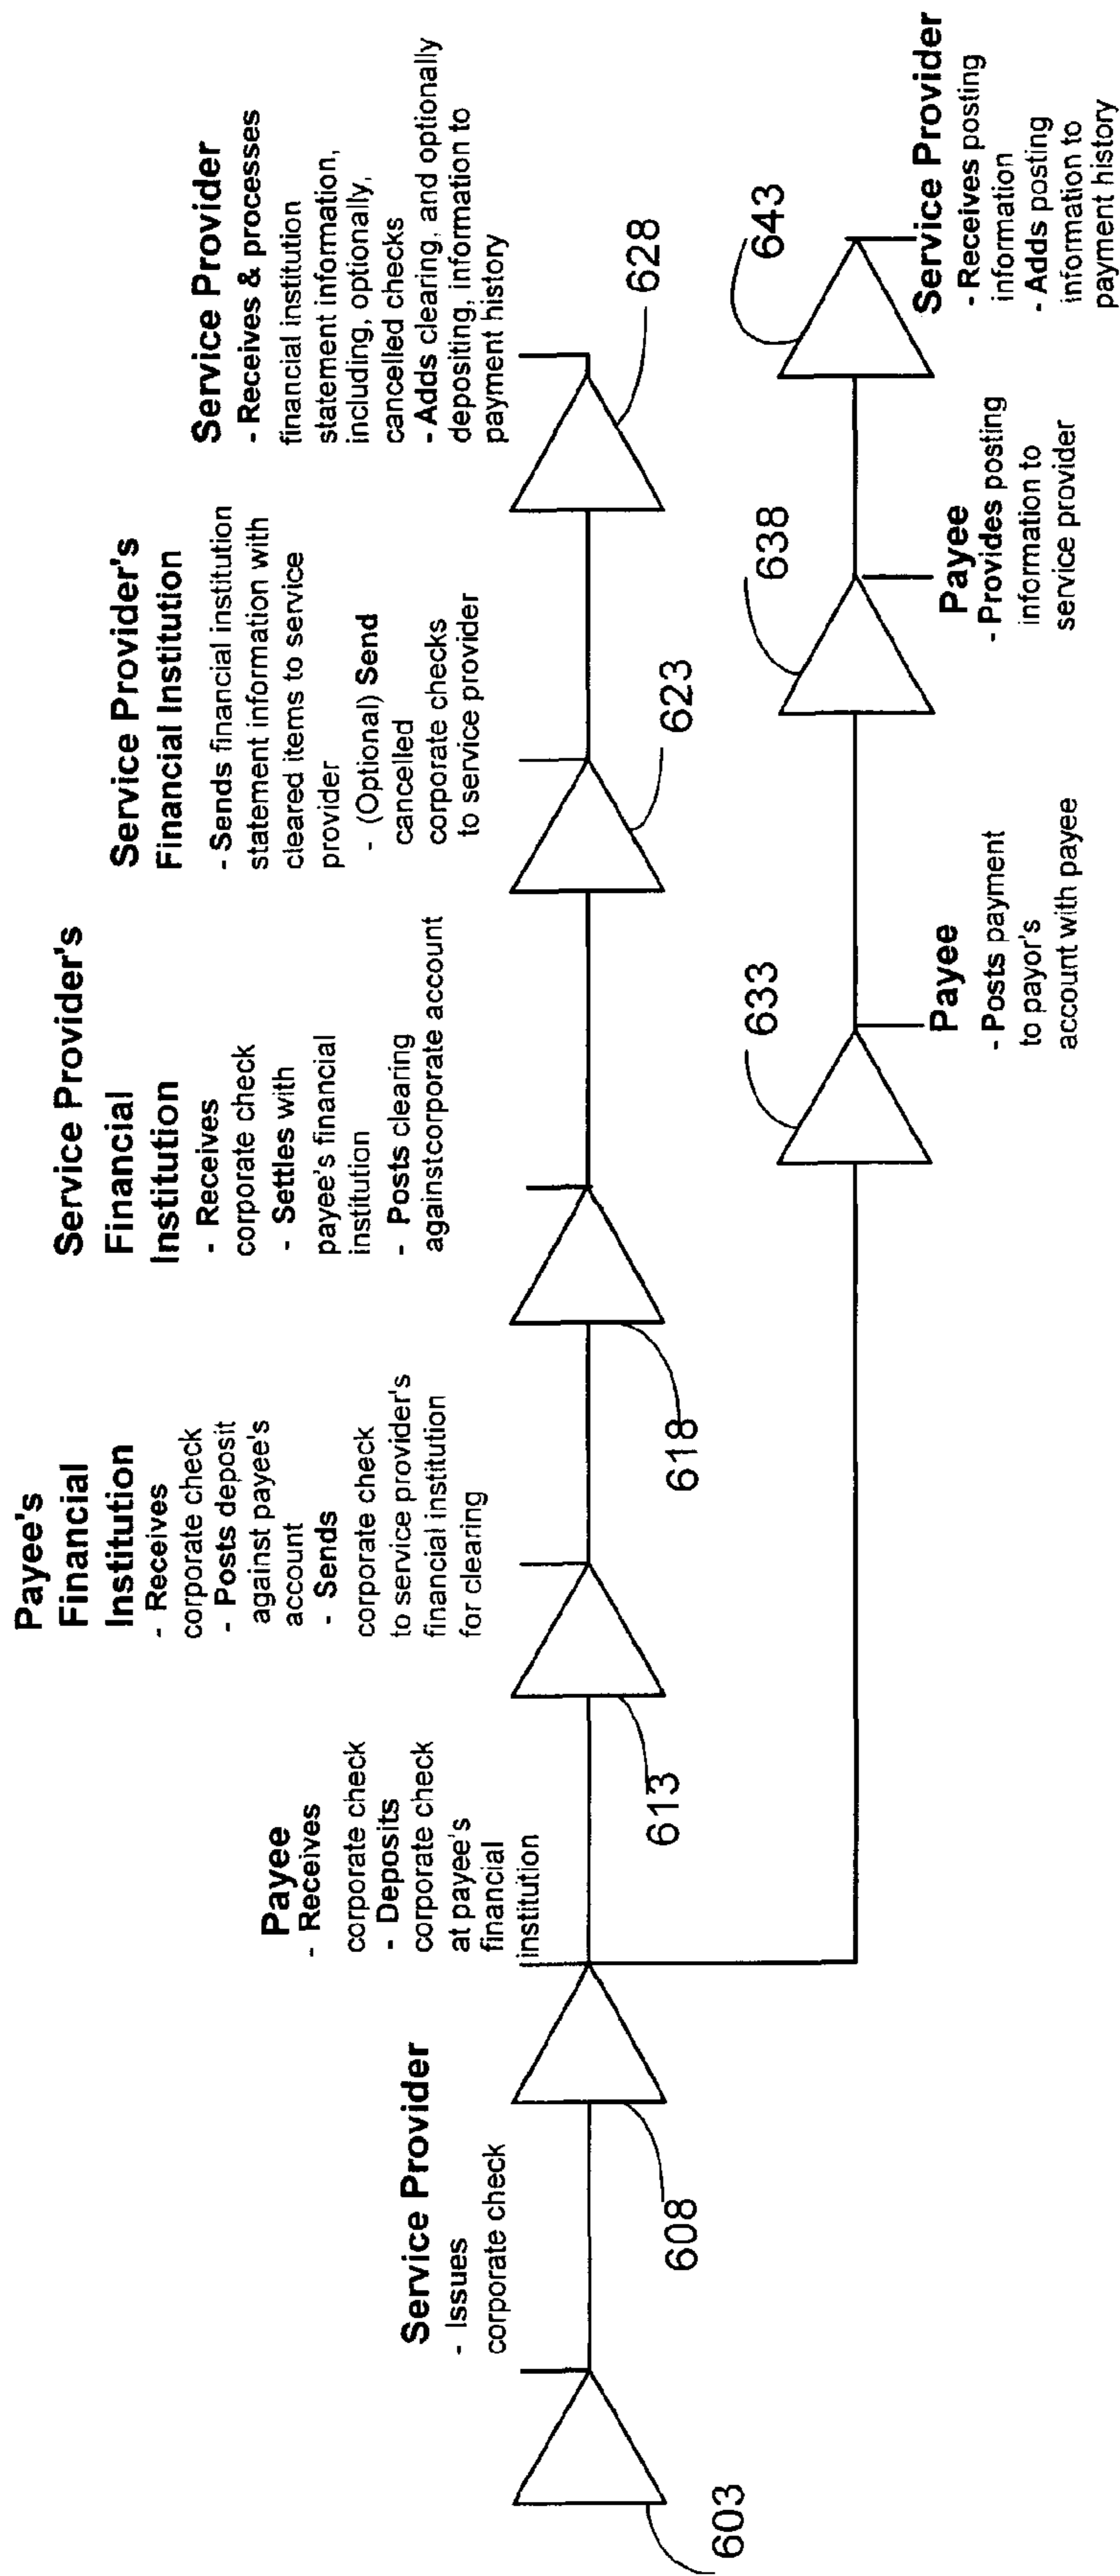 Service Provider
- Issues
corporate check
603
Payee
- Receives
corporate check
- Deposits
corporate check
at payee's
financial
institution
608
Payee's
Financial
Institution
- Receives
corporate check
- Posts deposit
against payee's
account
- Sends
corporate check
to service provider's
financial institution
for clearing
613
Service Provider's
Financial
Institution
- Receives
corporate check
- Settles with
payee's financial
institution
- Posts clearing
againstcorporate account
618
Service Provider's
Financial Institution
- Sends financial institution
statement information with
cleared items to service
provider
- (Optional) Send
cancelled
corporate checks
to service provider
623
Service Provider
- Receives & processes
financial institution
statement information,
including, optionally,
cancelled checks
- Adds clearing, and optionally
depositing, information to
payment history
628
633
Payee
- Posts payment
to payor's
account with payee
638
Payee
- Provides posting
information to
service provider
643
Service Provider
- Receives posting
information
- Adds posting
information to
payment history